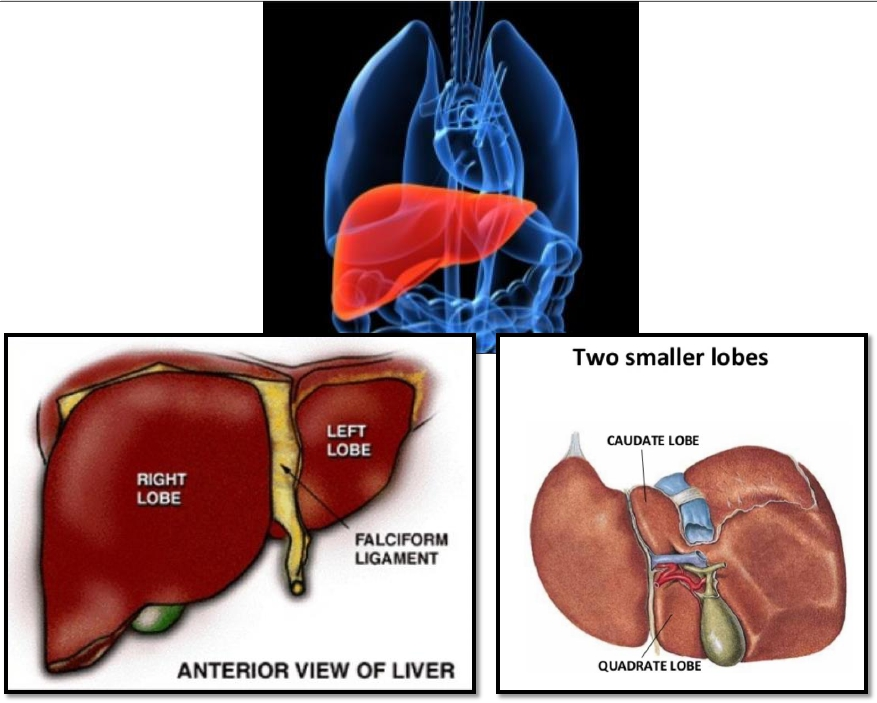 RIGHT
LOBE
LEFT
LOBE
FALCIFORM
LIGAMENT
ANTERIOR VIEW OF LIVER
Two smaller lobes
CAUDATE LOBE
QUADRATE LOBE